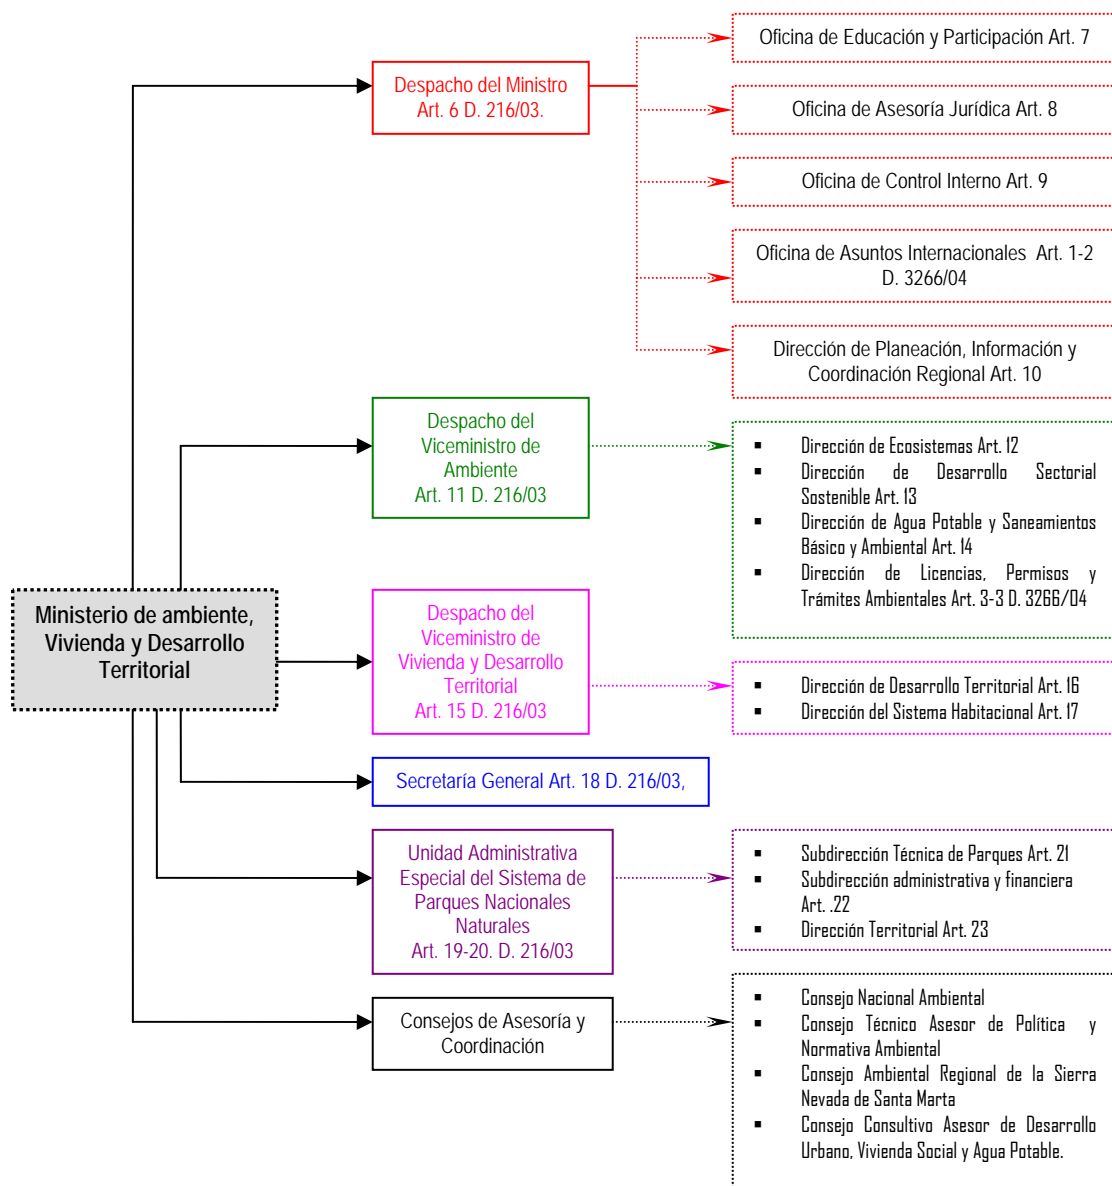 Oficina de Educación y Participación Art. 7
Despacho del Ministro
Art. 6 D. 216/03.
Oficina de Asesoría Jurídica Art. 8
Oficina de Control Interno Art. 9
Oficina de Asuntos Internacionales Art. 1-2
D. 3266/04
Dirección de Planeación, Información y
Coordinación Regional Art. 10
Despacho del
Viceministro de
Ambiente
Art. 11 D. 216/03
▪ Dirección de Ecosistemas Art. 12
▪ Dirección de Desarrollo Sectorial
Sostenible Art. 13
▪ Dirección de Agua Potable y Saneamientos
Básico y Ambiental Art. 14
▪ Dirección de Licencias, Permisos y
Trámites Ambientales Art. 3-3 D. 3266/04
Ministerio de ambiente,
Vivienda y Desarrollo
Territorial
Despacho del
Viceministro de
Vivienda y Desarrollo
Territorial
Art. 15 D. 216/03
▪ Dirección de Desarrollo Territorial Art. 16
▪ Dirección del Sistema Habitacional Art. 17
Secretaría General Art. 18 D. 216/03,
Unidad Administrativa
Especial del Sistema de
Parques Nacionales
Naturales
Art. 19-20. D. 216/03
▪ Subdirección Técnica de Parques Art. 21
▪ Subdirección administrativa y financiera
Art. .22
▪ Dirección Territorial Art. 23
Consejos de Asesoría y
Coordinación
▪ Consejo Nacional Ambiental
▪ Consejo Técnico Asesor de Política y
Normativa Ambiental
▪ Consejo Ambiental Regional de la Sierra
Nevada de Santa Marta
▪ Consejo Consultivo Asesor de Desarrollo
Urbano, Vivienda Social y Agua Potable.